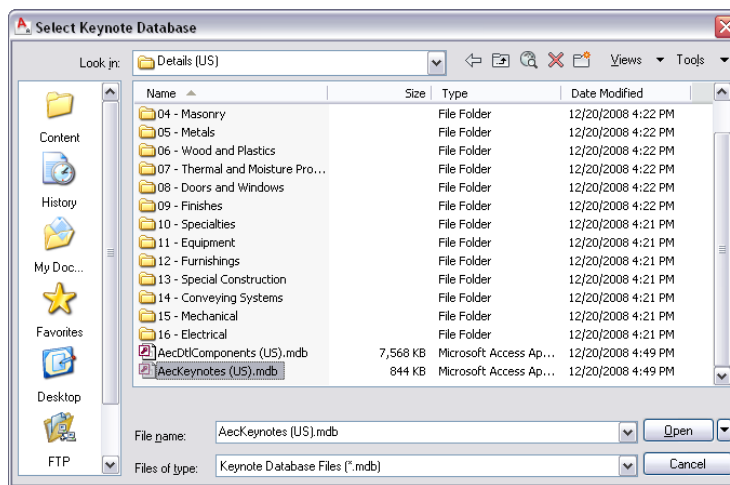 Select Keynote Database
Look in: Details (US) Views Tools
Name Size Type Date Modified
04 - Masonry File Folder 12/20/2008 4:22 PM
05 - Metals File Folder 12/20/2008 4:22 PM
06 - Wood and Plastics File Folder 12/20/2008 4:22 PM
07 - Thermal and Moisture Pro... File Folder 12/20/2008 4:22 PM
08 - Doors and Windows File Folder 12/20/2008 4:22 PM
09 - Finishes File Folder 12/20/2008 4:22 PM
10 - Specialties File Folder 12/20/2008 4:21 PM
11 - Equipment File Folder 12/20/2008 4:21 PM
12 - Furnishings File Folder 12/20/2008 4:21 PM
13 - Special Construction File Folder 12/20/2008 4:21 PM
14 - Conveying Systems File Folder 12/20/2008 4:21 PM
15 - Mechanical File Folder 12/20/2008 4:21 PM
16 - Electrical File Folder 12/20/2008 4:21 PM
AecDtlComponents (US).mdb 7,568 KB Microsoft Access Ap... 12/20/2008 4:49 PM
AecKeynotes (US).mdb 844 KB Microsoft Access Ap... 12/20/2008 4:49 PM
Content
History
My Doc...
Favorites
Desktop
FTP
File name: AecKeynotes (US).mdb Open
Files of type: Keynote Database Files (*.mdb) Cancel